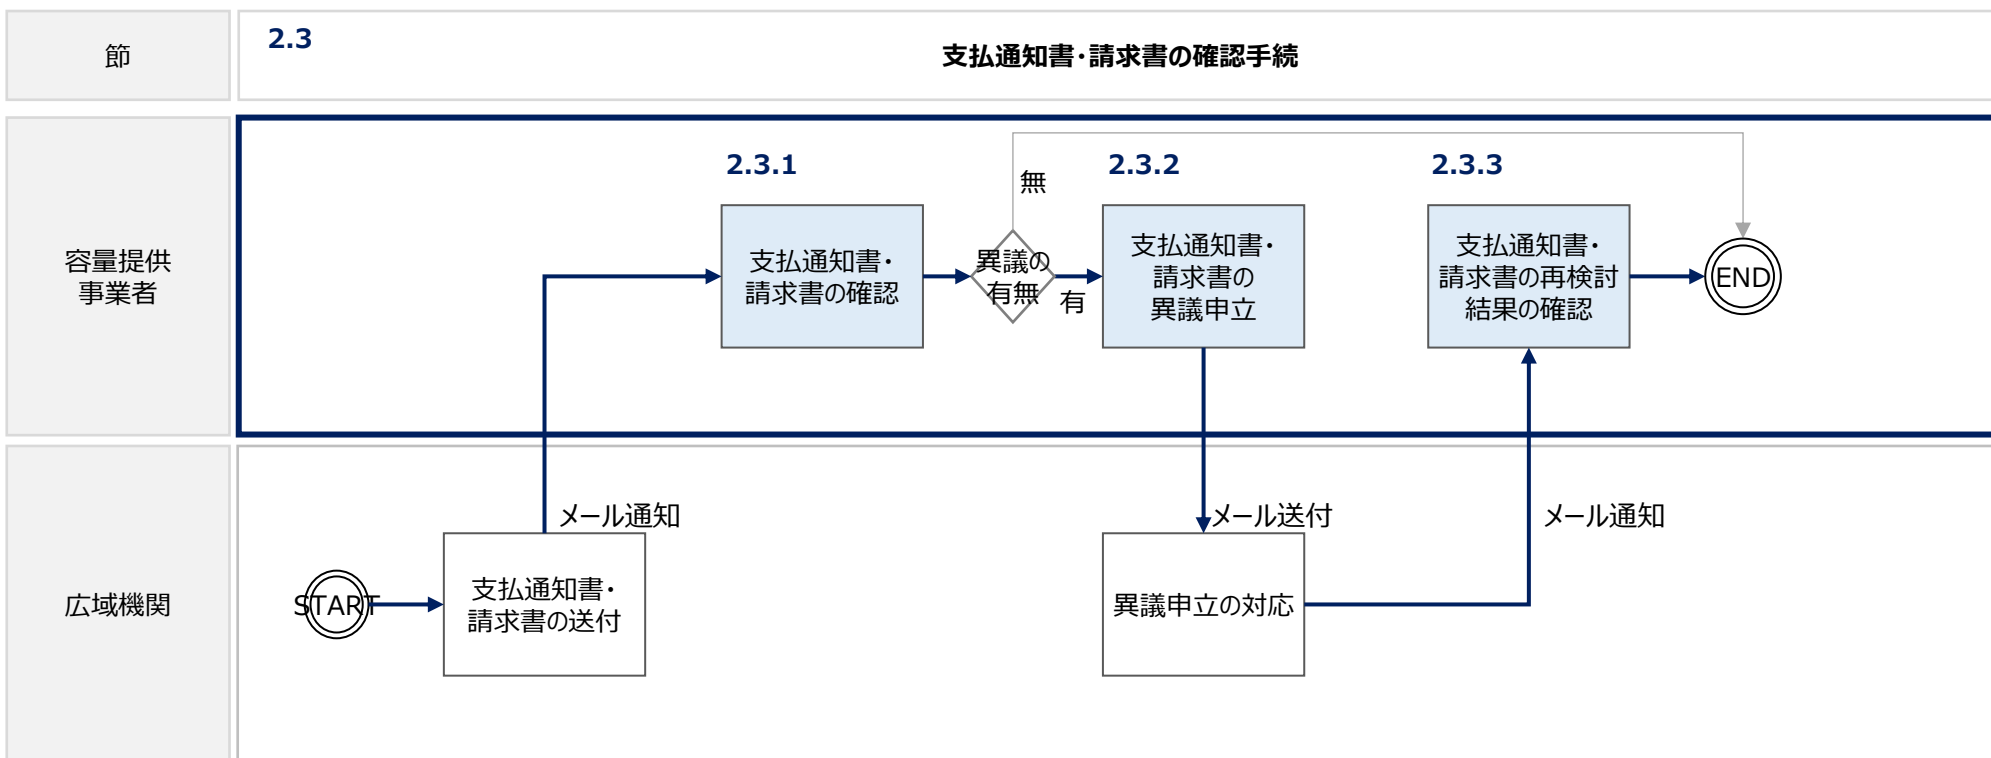 節
2.3
支払通知書・請求書の確認手続
容量提供
事業者
2.3.1
支払通知書・
請求書の確認
異議の
有無
無
有
2.3.2
支払通知書・
請求書の
異議申立
2.3.3
支払通知書・
請求書の再検討
結果の確認
END
広域機関
START
支払通知書・
請求書の送付
メール通知
メール送付
異議申立の対応
メール通知